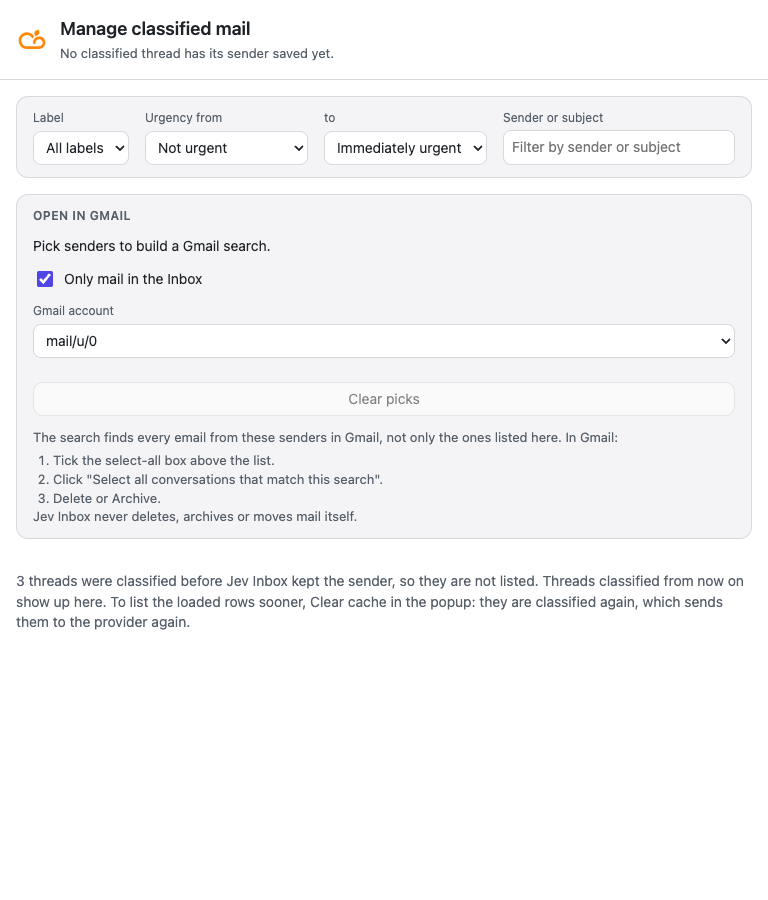 Manage classified mail
No classified thread has its sender saved yet.
Label
Urgency from
to
Sender or subject
All labels
Not urgent
Immediately urgent
Filter by sender or subject
OPEN IN GMAIL
Pick senders to build a Gmail search.
Only mail in the Inbox
Gmail account
mail/u/0
Clear picks
The search finds every email from these senders in Gmail, not only the ones listed here. In Gmail:
1. Tick the select-all box above the list.
2. Click "Select all conversations that match this search".
3. Delete or Archive.
Jev Inbox never deletes, archives or moves mail itself.
3 threads were classified before Jev Inbox kept the sender, so they are not listed. Threads classified from now on
show up here. To list the loaded rows sooner, Clear cache in the popup: they are classified again, which sends
them to the provider again.